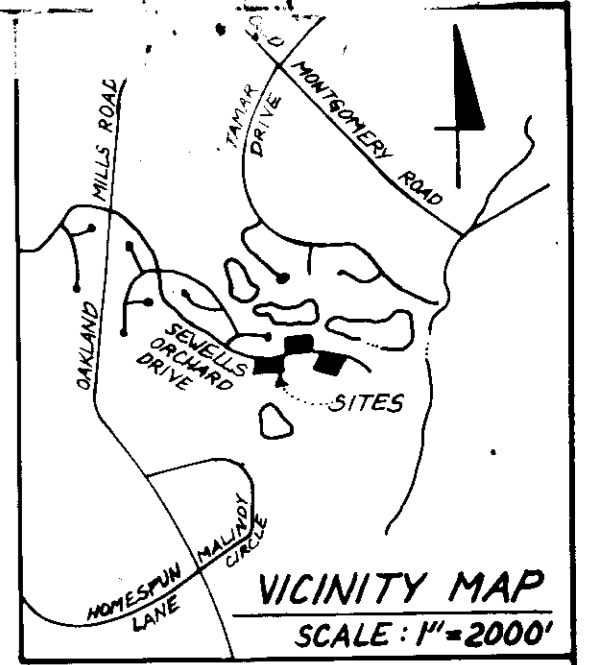 OLD
MONTGOMERY ROAD
TAMAR
DRIVE
MILLS ROAD
OAKLAND
SEWELLS
ORCHARD
DRIVE
SITES
MALINDY
CIRCLE
HOMESPUN
LANE
VICINITY MAP
SCALE: 1"=2000'